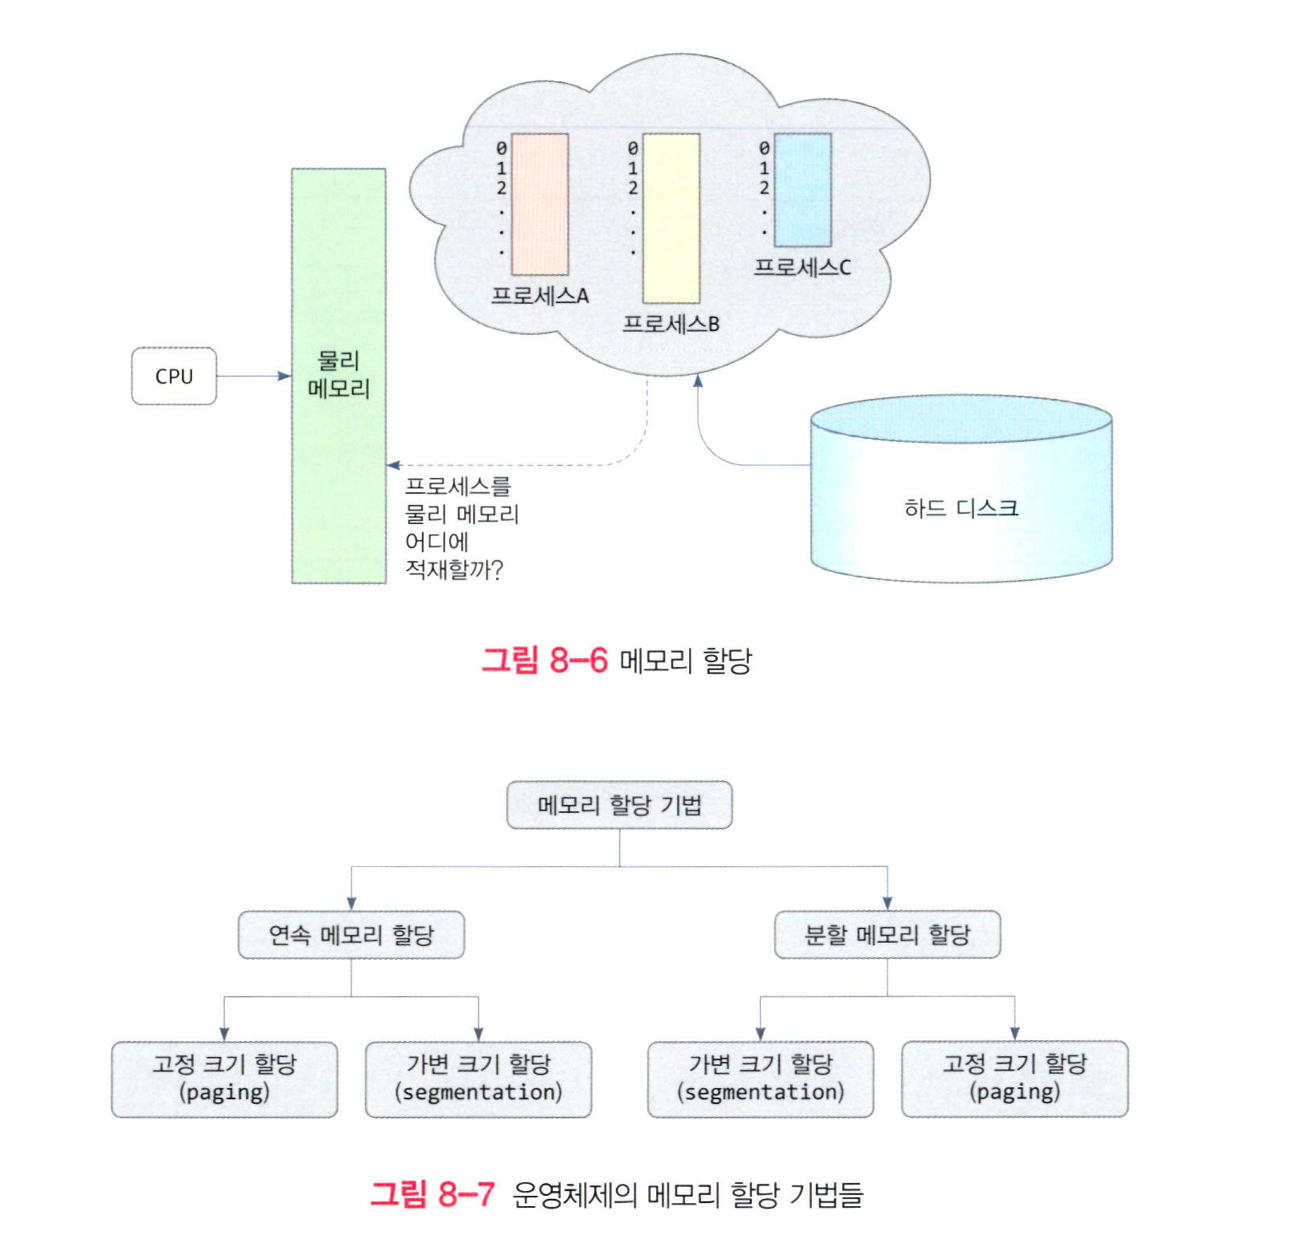 0
1
2
.
.
.
프로세스A
0
1
2
.
.
.
프로세스B
0
1
2
.
.
프로세스C
CPU
물리
메모리
프로세스를
물리 메모리
어디에
적재할까?
하드 디스크
그림 8-6 메모리 할당
메모리 할당 기법
연속 메모리 할당
분할 메모리 할당
고정 크기 할당
(paging)
가변 크기 할당
(segmentation)
가변 크기 할당
(segmentation)
고정 크기 할당
(paging)
그림 8-7 운영체제의 메모리 할당 기법들